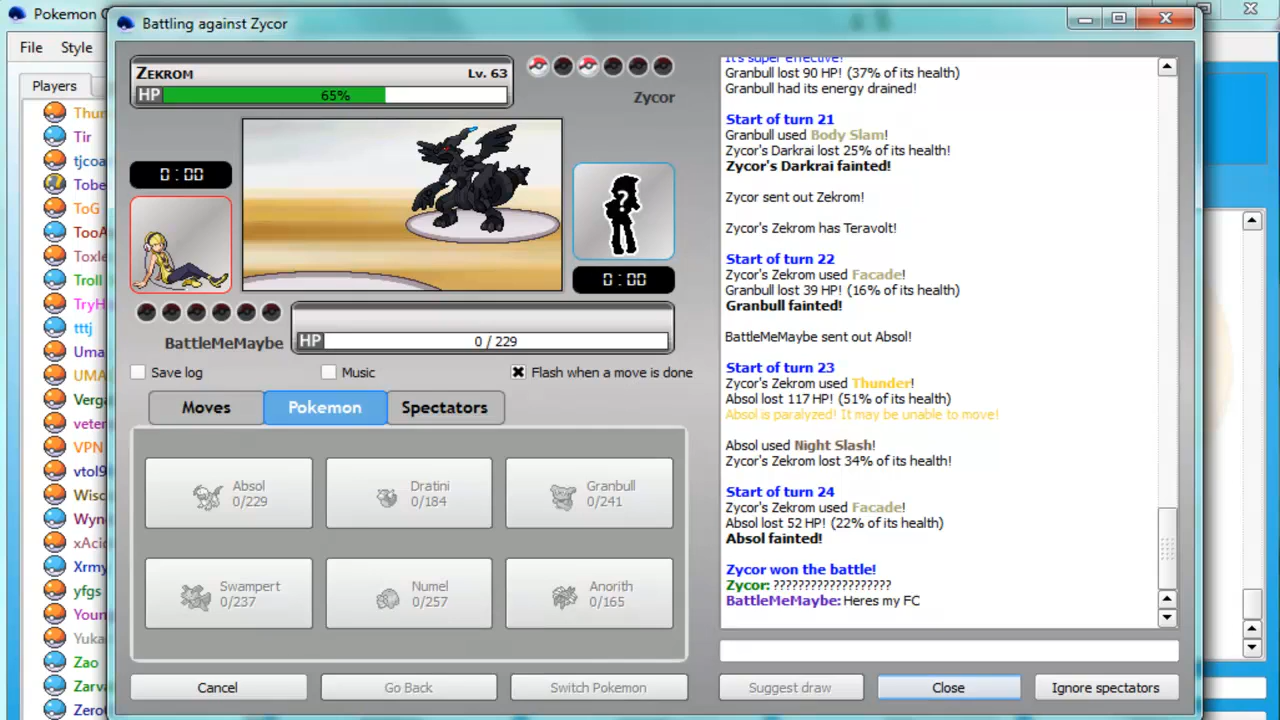 Pokemon O
Battling against Zycor
File Style
Players
Thun
Tir
tjcoa
Tobe
ToG
TooA
Toxle
Troll
TryH
tttj
Uma
UMA
Verga
veter
VPN
vtol9
Wisc
Wyn
xAcid
Xrmy
yfgs
Youn
Yuka
Zao
Zarva
Zero
ZEKROM Lv. 63
HP 65%
Zycor
0:00
?
0:00
BattleMeMaybe
HP 0 / 229
Save log Music Flash when a move is done
Moves Pokemon Spectators
Absol
0/229
Dratini
0/184
Granbull
0/241
Swampert
0/237
Numel
0/257
Anorith
0/165
Cancel Go Back Switch Pokemon
It's super effective!
Granbull lost 90 HP! (37% of its health)
Granbull had its energy drained!
Start of turn 21
Granbull used Body Slam!
Zycor's Darkrai lost 25% of its health!
Zycor's Darkrai fainted!
Zycor sent out Zekrom!
Zycor's Zekrom has Teravolt!
Start of turn 22
Zycor's Zekrom used Facade!
Granbull lost 39 HP! (16% of its health)
Granbull fainted!
BattleMeMaybe sent out Absol!
Start of turn 23
Zycor's Zekrom used Thunder!
Absol lost 117 HP! (51% of its health)
Absol is paralyzed! It may be unable to move!
Absol used Night Slash!
Zycor's Zekrom lost 34% of its health!
Start of turn 24
Zycor's Zekrom used Facade!
Absol lost 52 HP! (22% of its health)
Absol fainted!
Zycor won the battle!
Zycor: ???????????????????
BattleMeMaybe: Heres my FC
Suggest draw Close Ignore spectators